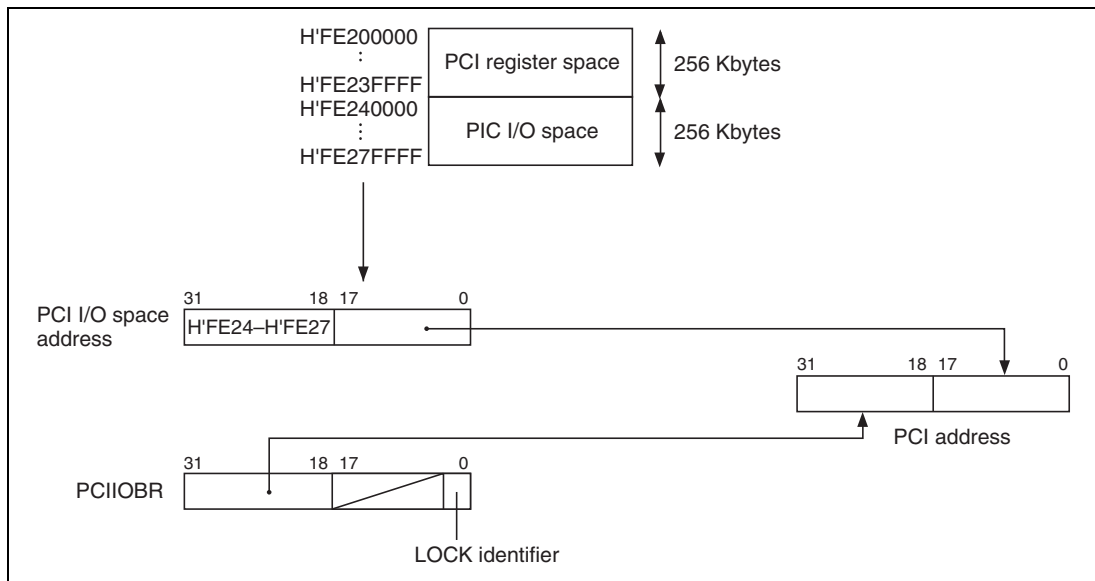 H'FE200000
⋮
H'FE23FFFF
PCI register space
256 Kbytes
H'FE240000
⋮
H'FE27FFFF
PIC I/O space
256 Kbytes
31 18 17 0
PCI I/O space
address
H'FE24–H'FE27
31 18 17 0
PCI address
31 18 17 0
PCIIOBR
LOCK identifier